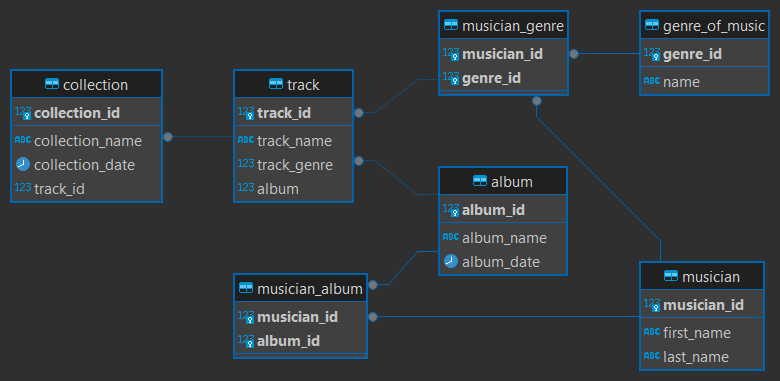 collection
123 collection_id
ABC collection_name
collection_date
123 track_id
track
123 track_id
ABC track_name
123 track_genre
123 album
musician_genre
123 musician_id
123 genre_id
genre_of_music
123 genre_id
ABC name
album
123 album_id
ABC album_name
album_date
musician_album
123 musician_id
123 album_id
musician
123 musician_id
ABC first_name
ABC last_name